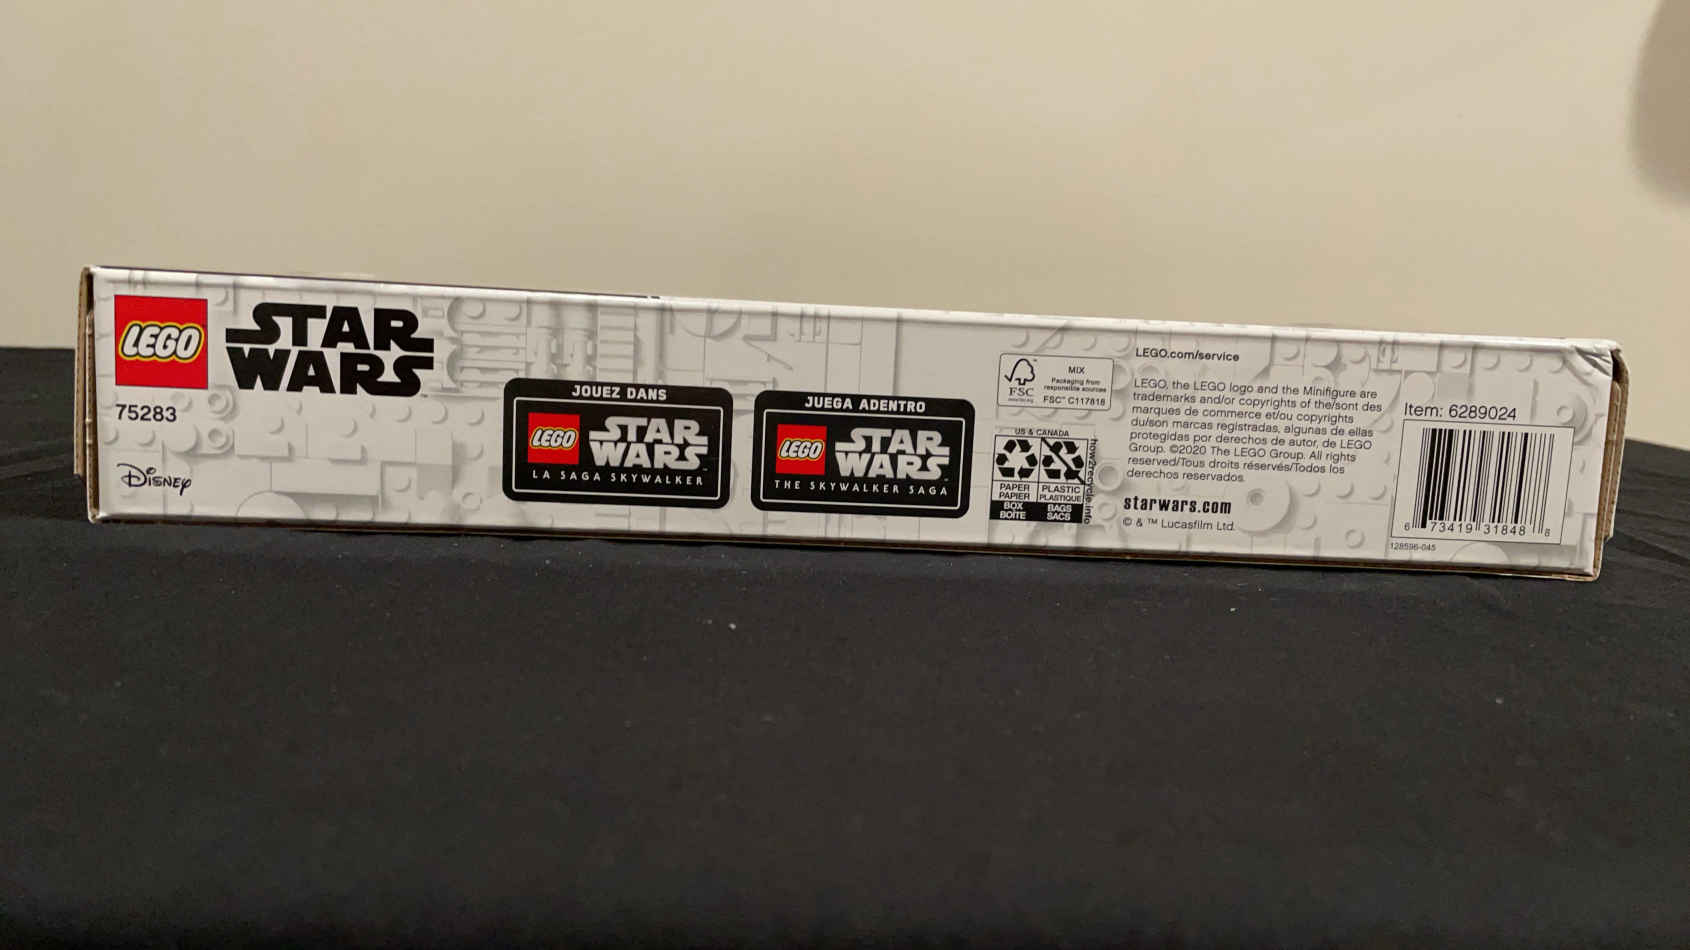 LEGO
STAR
WARS™
75283
Disney
JOUEZ DANS
LEGO
STAR
WARS™
LA SAGA SKYWALKER
JUEGA ADENTRO
LEGO
STAR
WARS™
THE SKYWALKER SAGA
FSC
MIX
Packaging from
responsible sources
FSC™ C117818
US & CANADA
PAPER
PAPIER
BOX
BOÎTE
PLASTIC
PLASTIQUE
BAGS
SACS
how2recycle.info
LEGO.com/service
LEGO, the LEGO logo and the Minifigure are
trademarks and/or copyrights of the/sont des
marques de commerce et/ou copyrights
du/son marcas registradas, algunas de ellas
protegidas por derechos de autor, de LEGO
Group. ©2020 The LEGO Group. All rights
reserved/Tous droits réservés/Todos los
derechos reservados.
starwars.com
© & ™ Lucasfilm Ltd.
Item: 6289024
6 73419 31848 8
128596-045